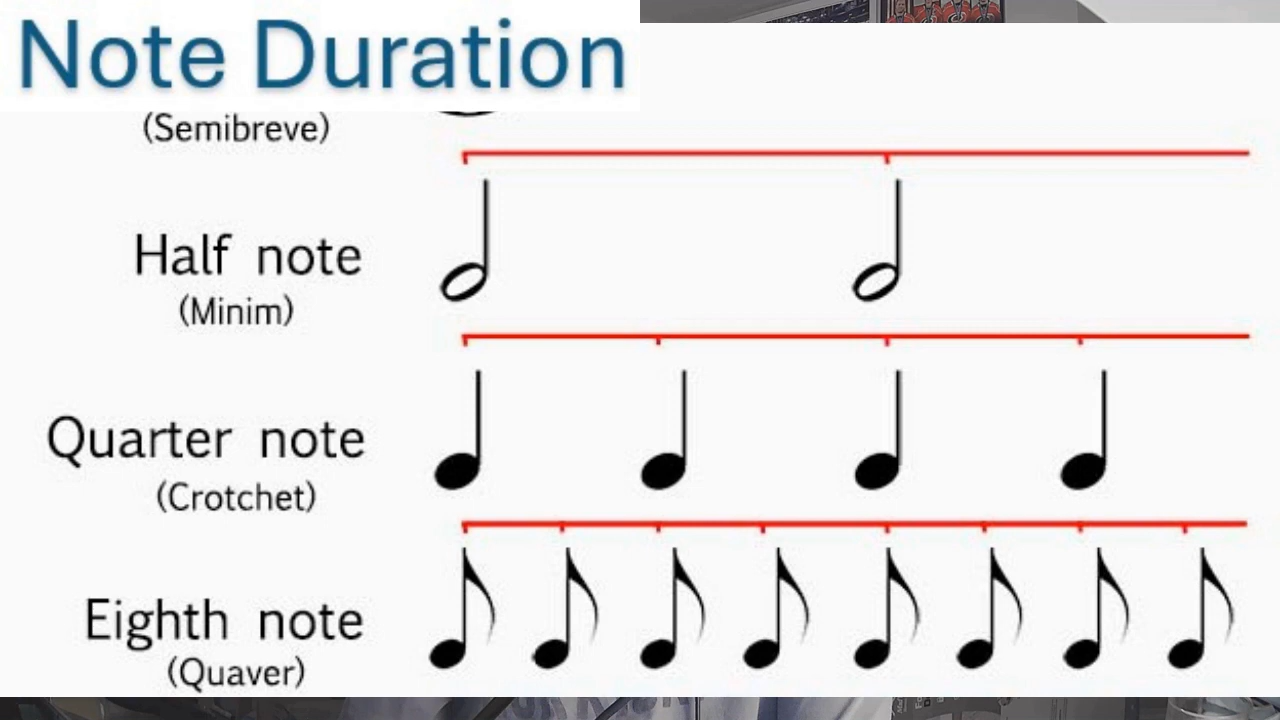 Note Duration
(Semibreve)
Half note
(Minim)
Quarter note
(Crotchet)
Eighth note
(Quaver)